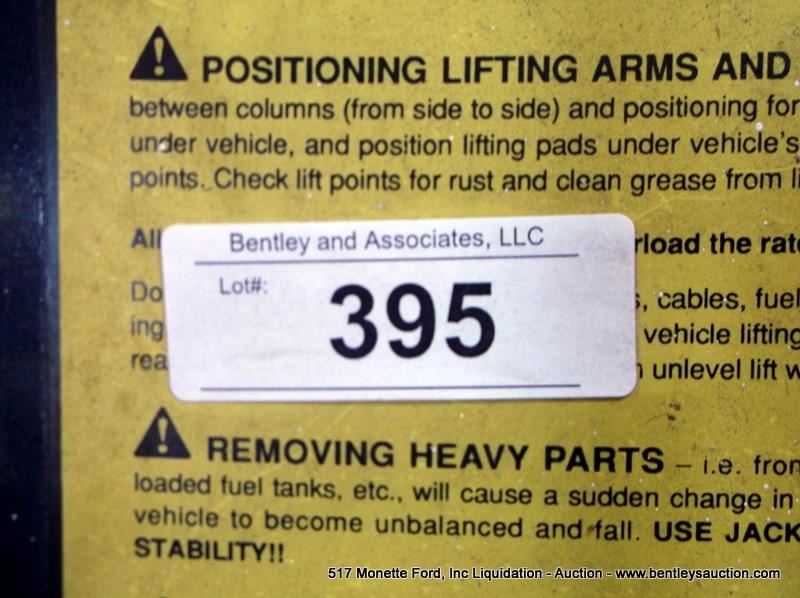 POSITIONING LIFTING ARMS AND
between columns (from side to side) and positioning for
under vehicle, and position lifting pads under vehicle's
points. Check lift points for rust and clean grease from
All
rload the rate
Bentley and Associates, LLC
Lot#:
395
Do
, cables, fuel
ing
vehicle lifting
rea
unlevel lift w
REMOVING HEAVY PARTS – i.e. from
loaded fuel tanks, etc., will cause a sudden change in
vehicle to become unbalanced and fall. USE JACK
STABILITY!!
517 Monette Ford, Inc Liquidation - Auction - www.bentleysauction.com